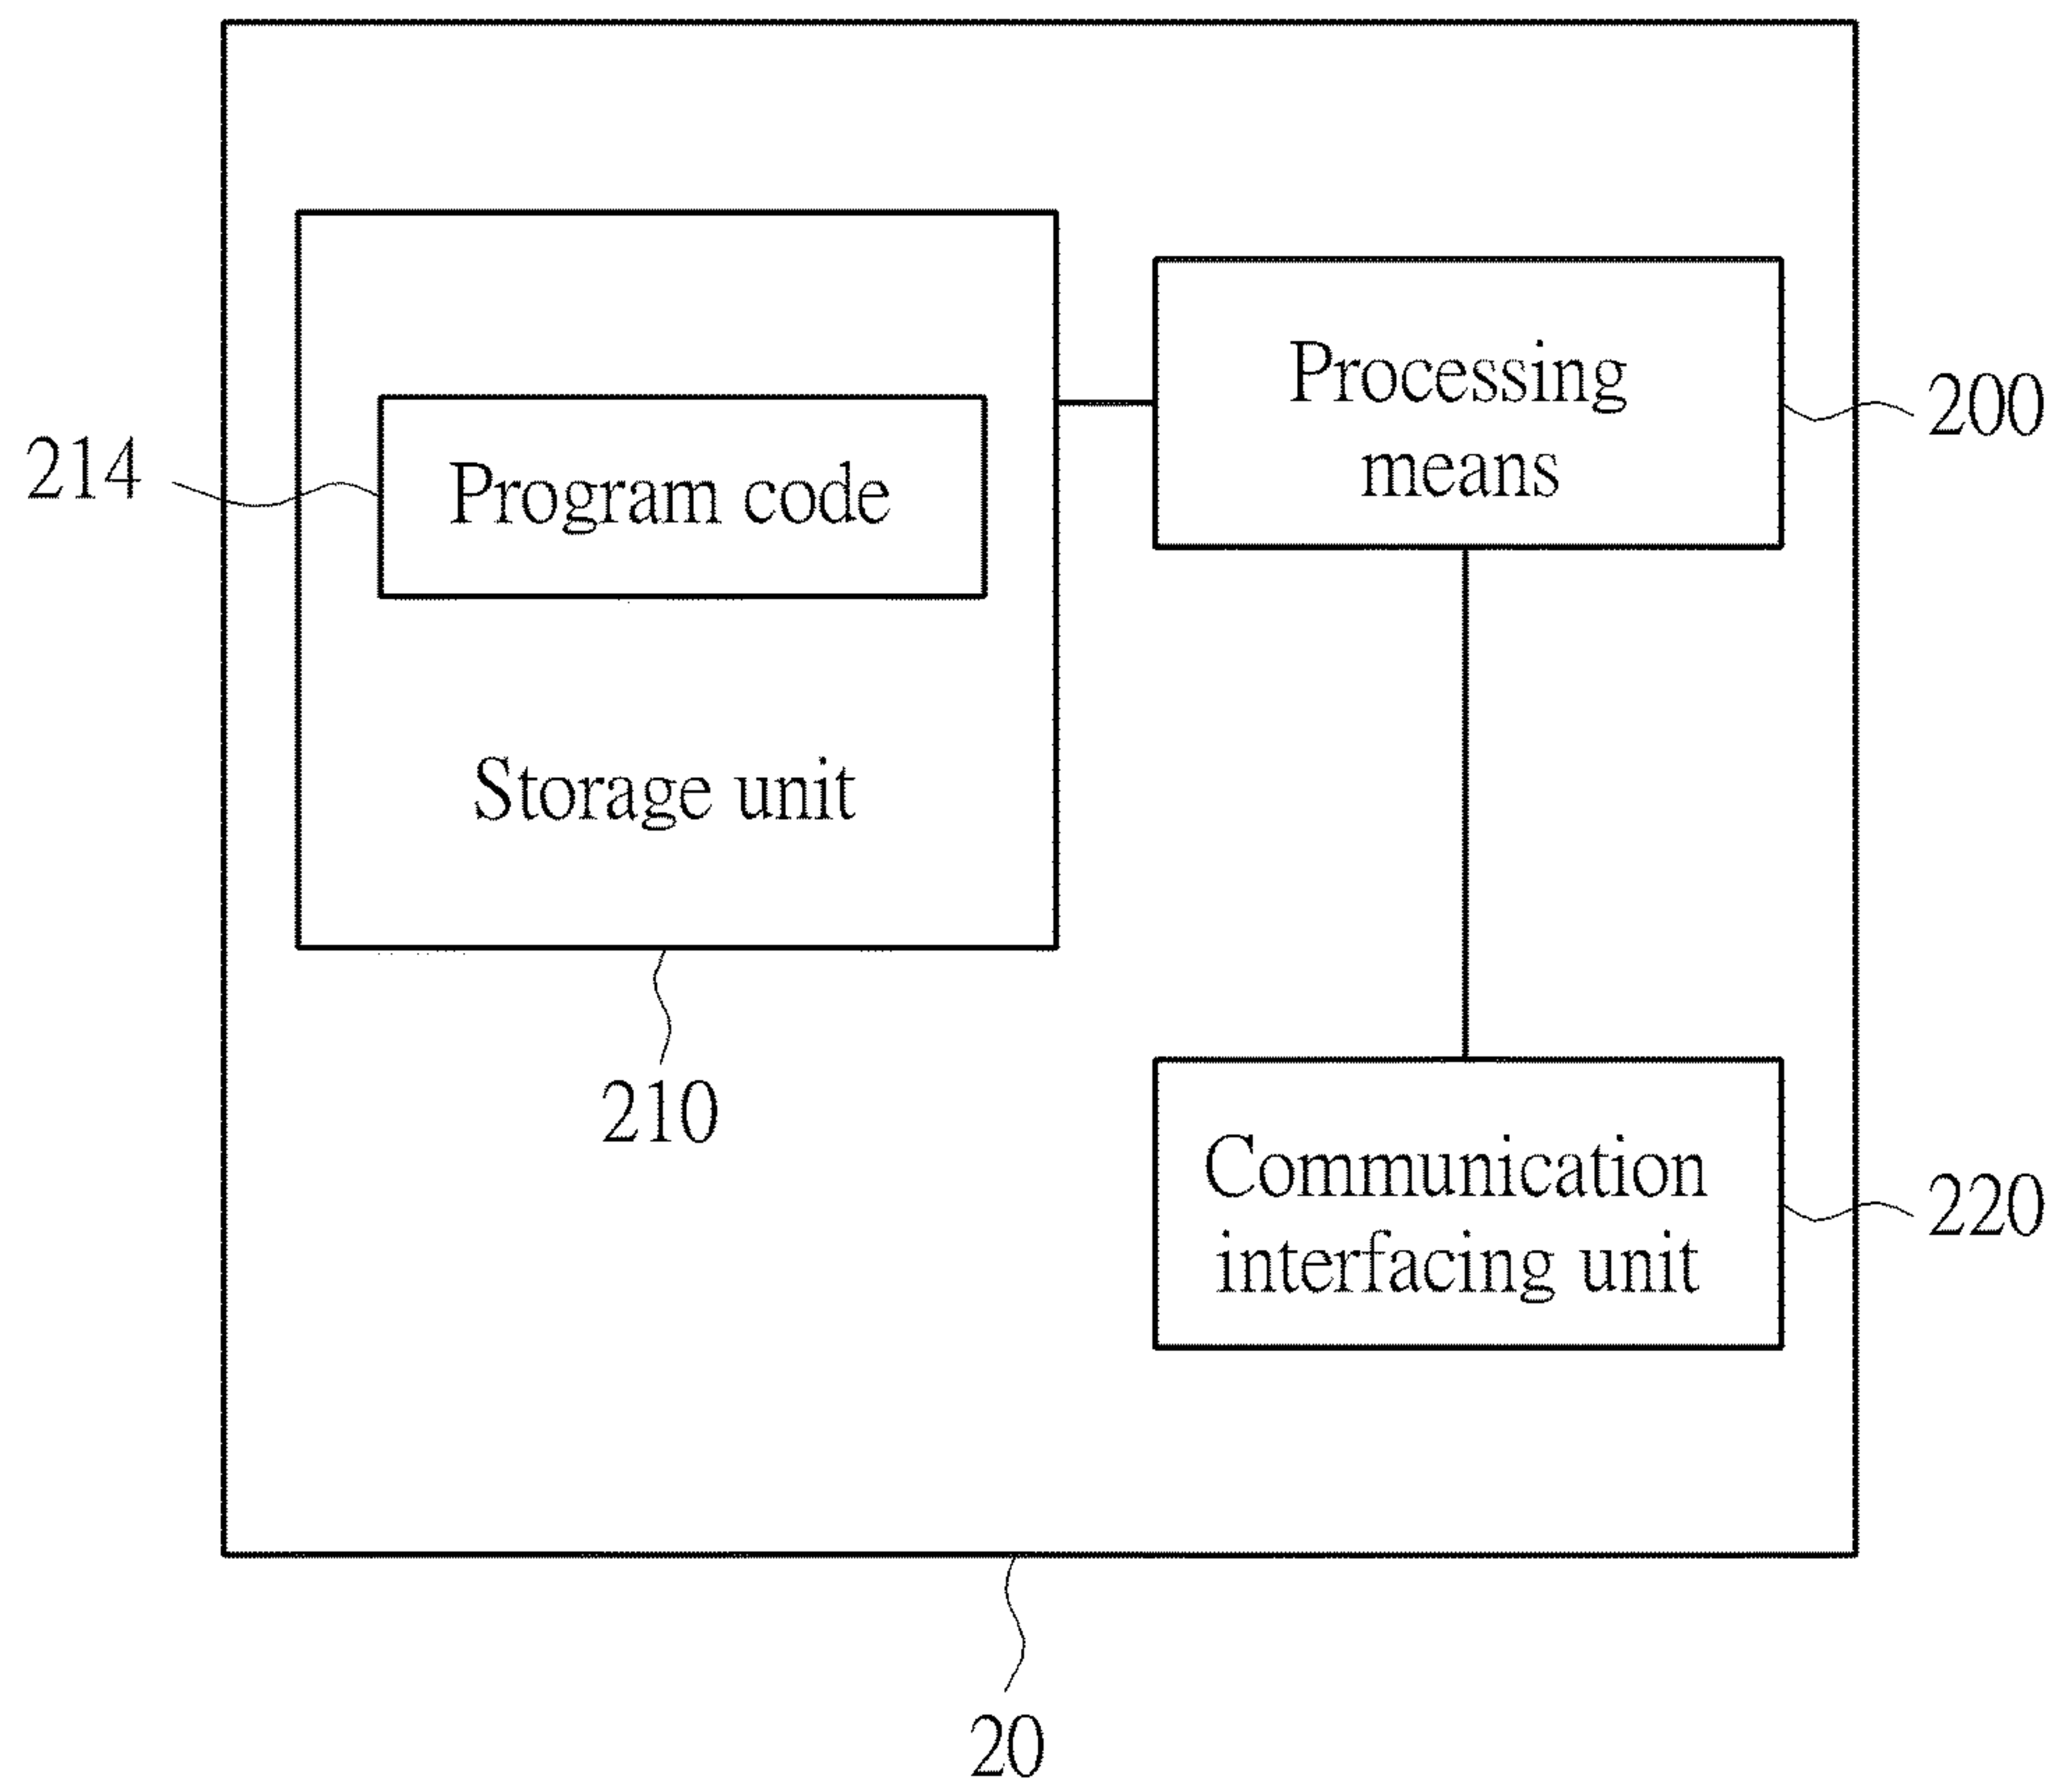 Processing
means
200
214
Program code
Storage unit
210
Communication
interfacing unit
220
20